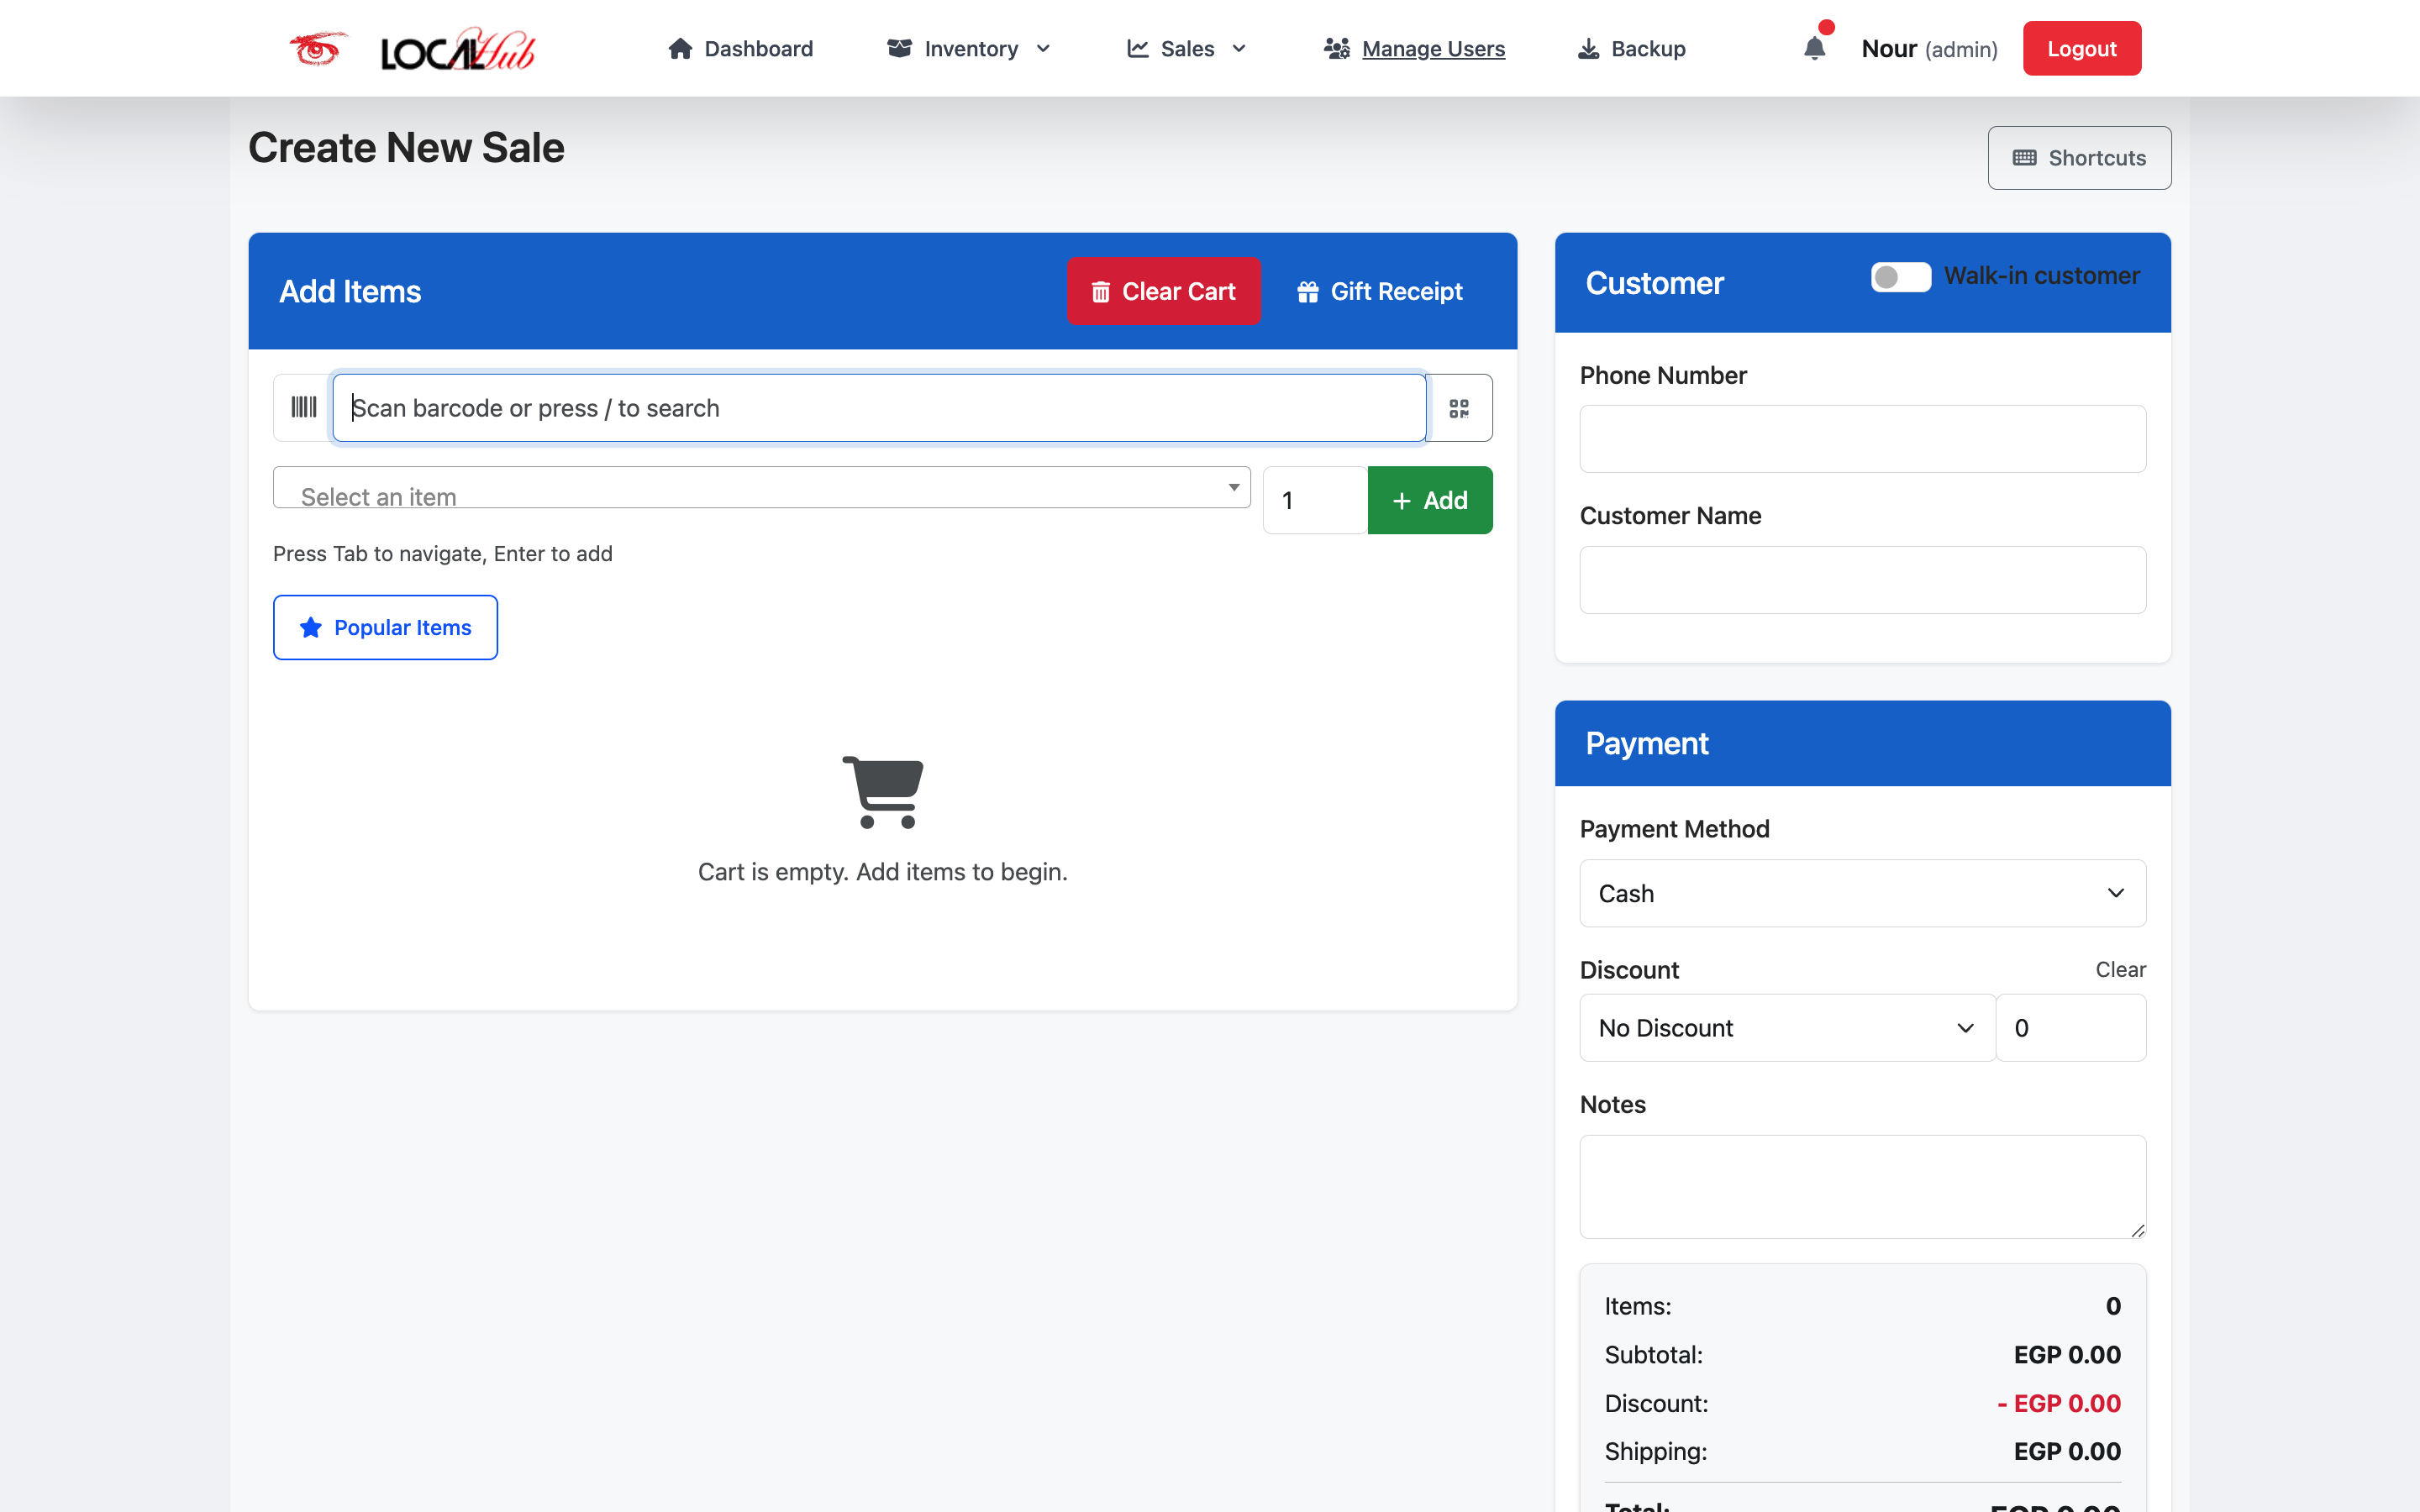 LOCALHub
Dashboard
Inventory
Sales
Manage Users
Backup
Nour (admin)
Logout
Create New Sale
Shortcuts
Add Items
Clear Cart
Gift Receipt
Scan barcode or press / to search
Select an item
1
+ Add
Press Tab to navigate, Enter to add
Popular Items
Cart is empty. Add items to begin.
Customer
Walk-in customer
Phone Number
Customer Name
Payment
Payment Method
Cash
Discount
Clear
No Discount
0
Notes
Items: 0
Subtotal: EGP 0.00
Discount: - EGP 0.00
Shipping: EGP 0.00
Total: EGP 0.00